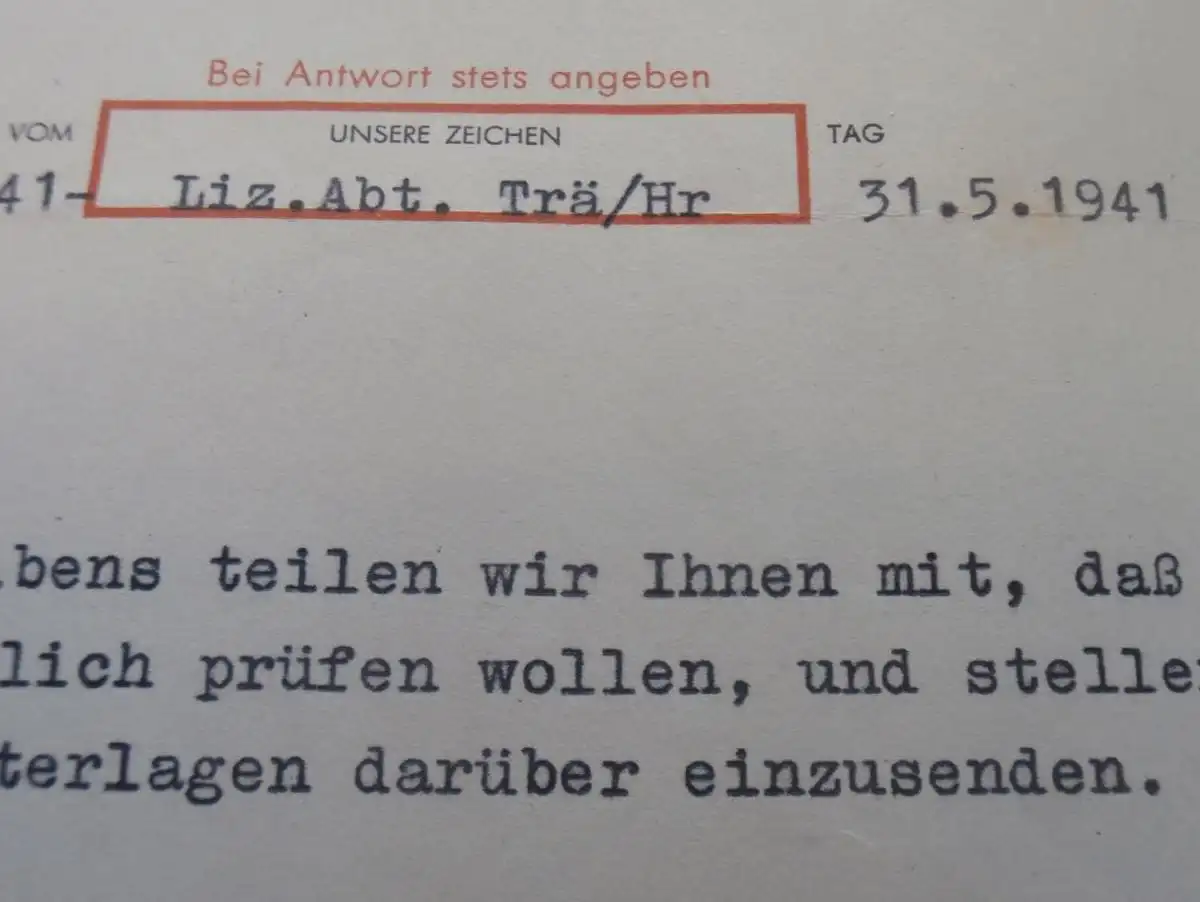 Bei Antwort stets angeben
VOM UNSERE ZEICHEN TAG
41- Liz.Abt. Trä/Hr 31.5.1941
bens teilen wir Ihnen mit, daß
lich prüfen wollen, und stelle
terlagen darüber einzusenden.